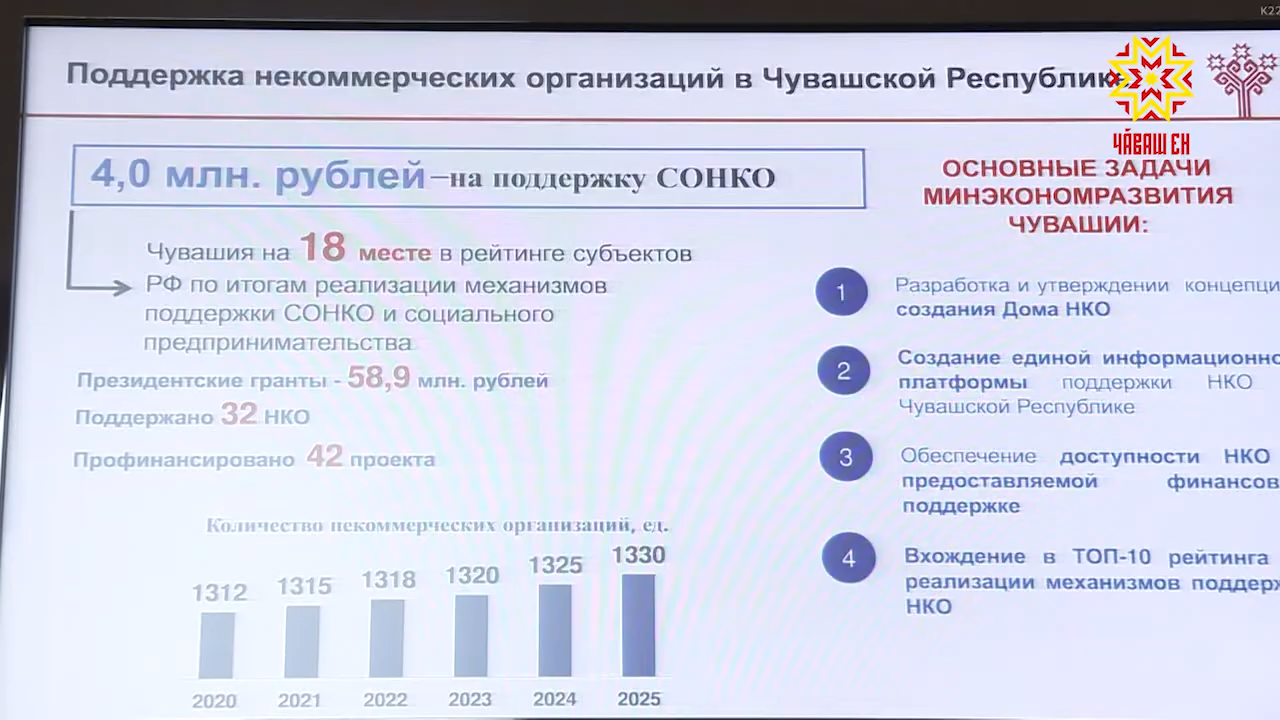 K22
Поддержка некоммерческих организаций в Чувашской Республике
ЧӐВАШ ЕН
4,0 млн. рублей – на поддержку СОНКО
Чувашия на 18 месте в рейтинге субъектов
РФ по итогам реализации механизмов
поддержки СОНКО и социального
предпринимательства
Президентские гранты - 58,9 млн. рублей
Поддержано 32 НКО
Профинансировано 42 проекта
Количество некоммерческих организаций, ед.
1312 1315 1318 1320 1325 1330
2020 2021 2022 2023 2024 2025
ОСНОВНЫЕ ЗАДАЧИ
МИНЭКОНОМРАЗВИТИЯ
ЧУВАШИИ:
1 Разработка и утверждении концепци
создания Дома НКО
2 Создание единой информационно
платформы поддержки НКО
Чувашской Республике
3 Обеспечение доступности НКО
предоставляемой финансов
поддержке
4 Вхождение в ТОП-10 рейтинга
реализации механизмов поддерж
НКО